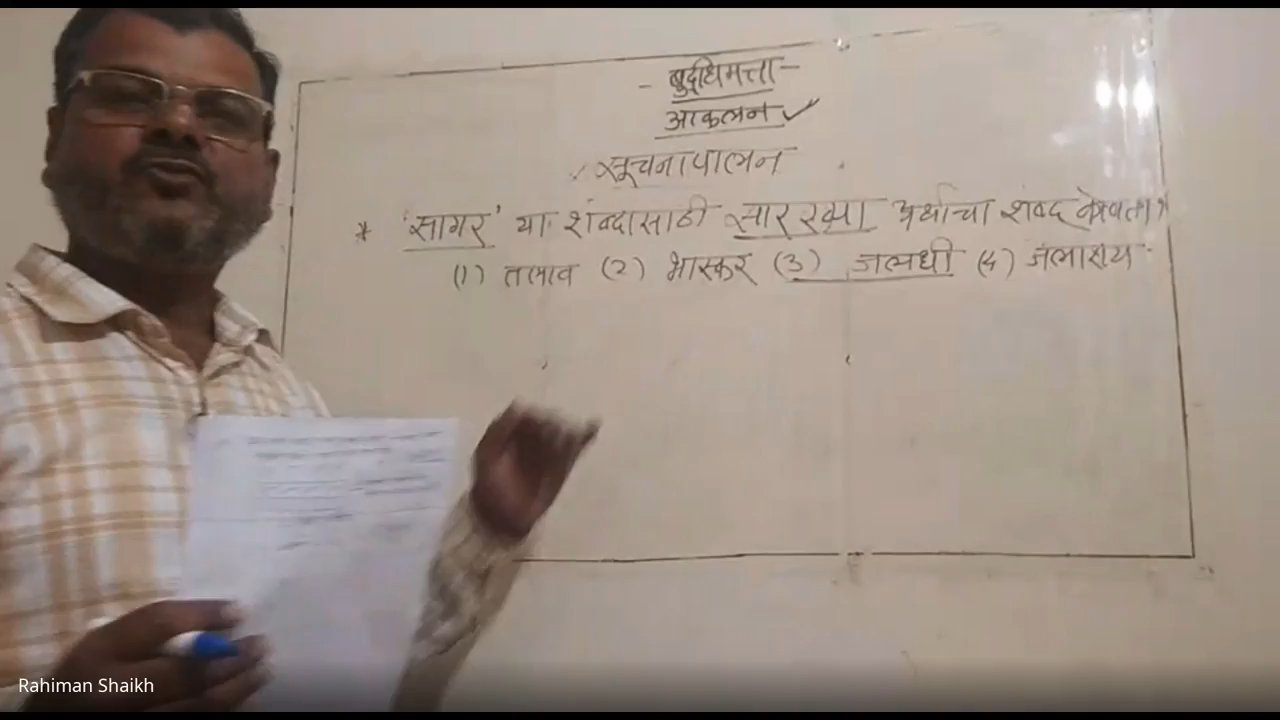 - बुद्धिमत्ता -
आकलन ✓
सूचनापालन
* 'सागर' या शब्दासाठी सारख्या अर्थाचा शब्द कोणता?
(1) तलाव (2) भास्कर (3) जलधी (4) जलाशय
Rahiman Shaikh